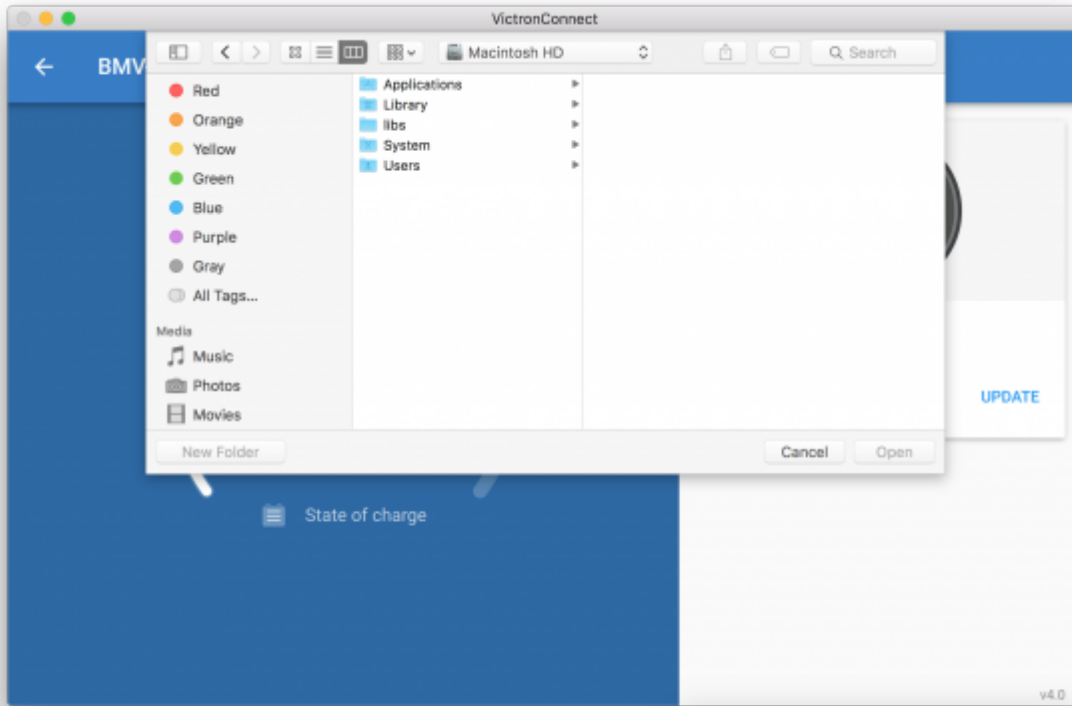 VictronConnect
BMV
Macintosh HD
Search
Red
Orange
Yellow
Green
Blue
Purple
Gray
All Tags...
Media
Music
Photos
Movies
Applications
Library
libs
System
Users
New Folder
Cancel
Open
UPDATE
State of charge
v4.0